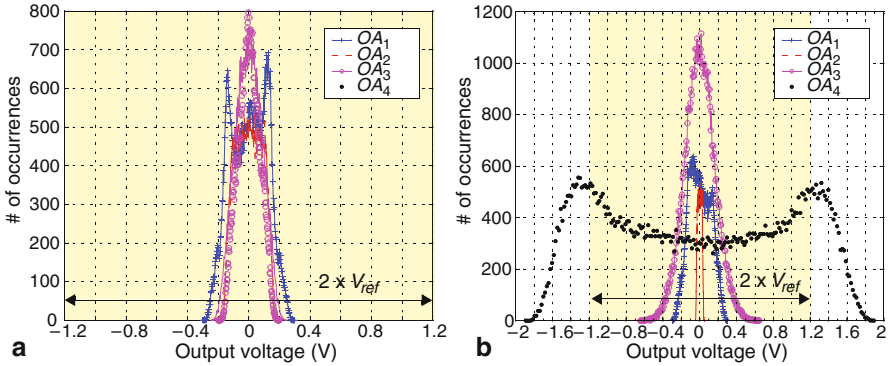 800
700
600
500
400
300
200
100
0
# of occurrences
OA1
OA2
OA3
OA4
2 x Vref
−1.2 −0.8 −0.4 0 0.4 0.8 1.2
a Output voltage (V)
1200
1000
800
600
400
200
0
# of occurrences
OA1
OA2
OA3
OA4
2 x Vref
−2 −1.6 −1.2 −0.8 −0.4 0 0.4 0.8 1.2 1.6 2
b Output voltage (V)